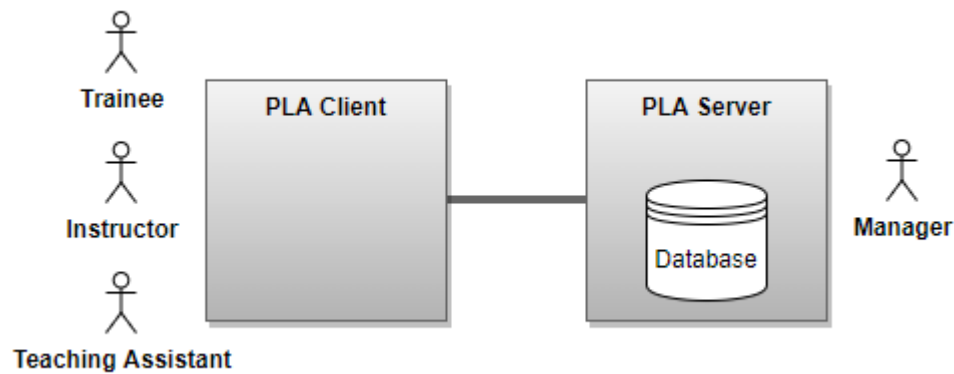 Trainee
PLA Client
PLA Server
Instructor
Manager
Database
Teaching Assistant